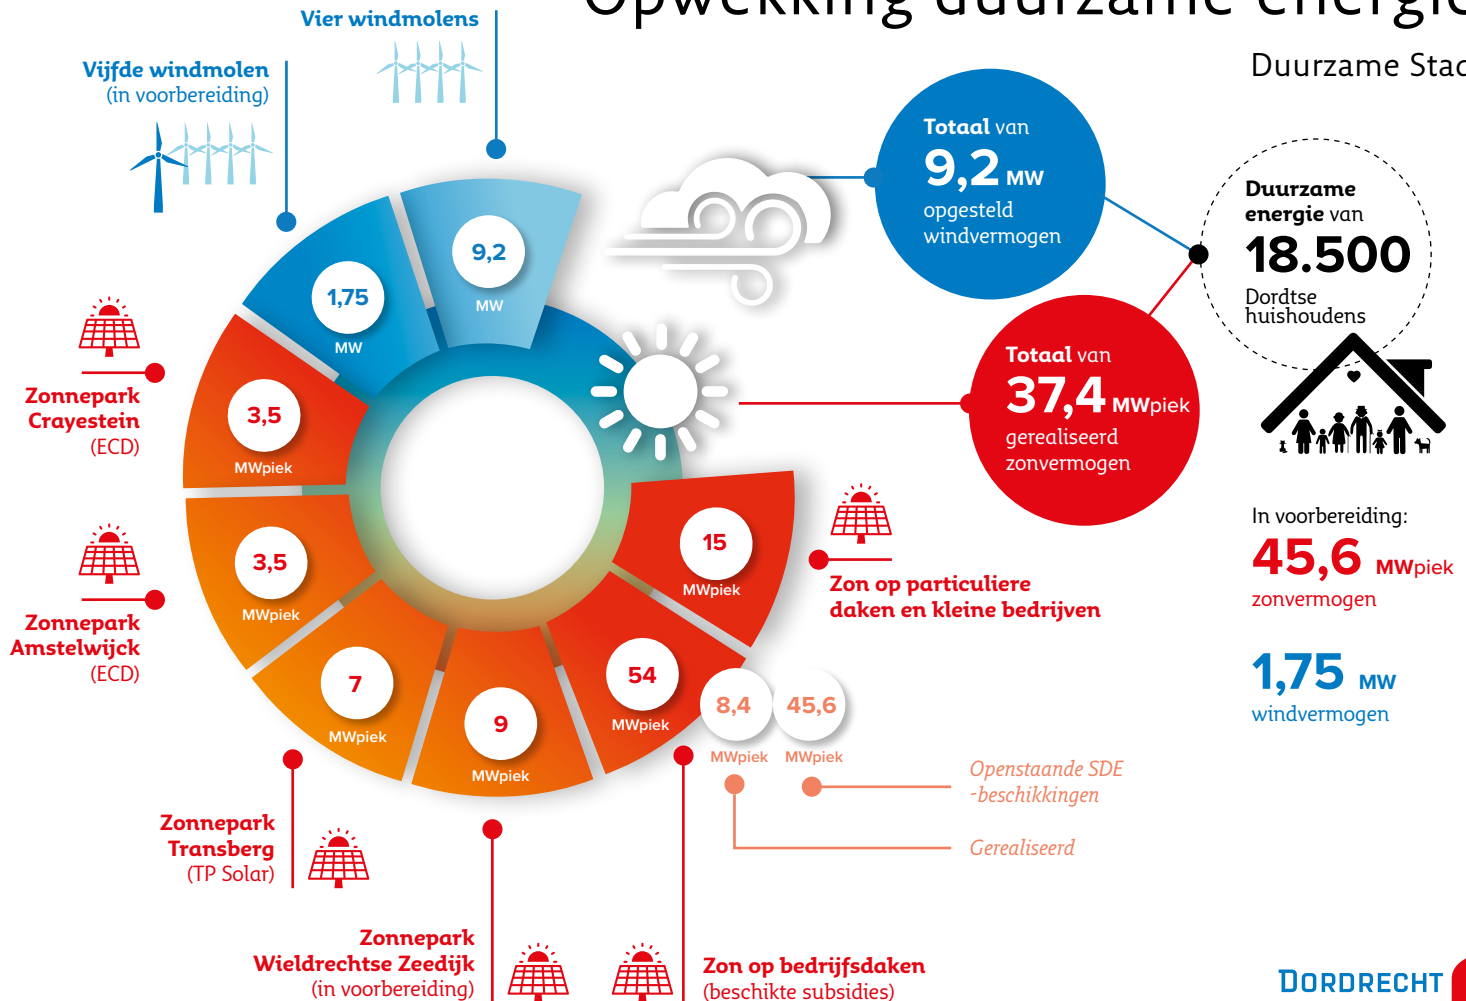 Opwekking duurzame energie
Duurzame Stad
Vier windmolens
Vijfde windmolen
(in voorbereiding)
9,2
MW
1,75
MW
3,5
MWpiek
3,5
MWpiek
7
MWpiek
9
MWpiek
54
MWpiek
15
MWpiek
8,4
MWpiek
45,6
MWpiek
Zonnepark
Crayestein
(ECD)
Zonnepark
Amstelwijck
(ECD)
Zonnepark
Transberg
(TP Solar)
Zonnepark
Wieldrechtse Zeedijk
(in voorbereiding)
Zon op bedrijfsdaken
(beschikte subsidies)
Zon op particuliere
daken en kleine bedrijven
Openstaande SDE
-beschikkingen
Gerealiseerd
Totaal van
9,2 MW
opgesteld
windvermogen
Totaal van
37,4 MWpiek
gerealiseerd
zonvermogen
Duurzame
energie van
18.500
Dordtse
huishoudens
In voorbereiding:
45,6 MWpiek
zonvermogen
1,75 MW
windvermogen
DORDRECHT